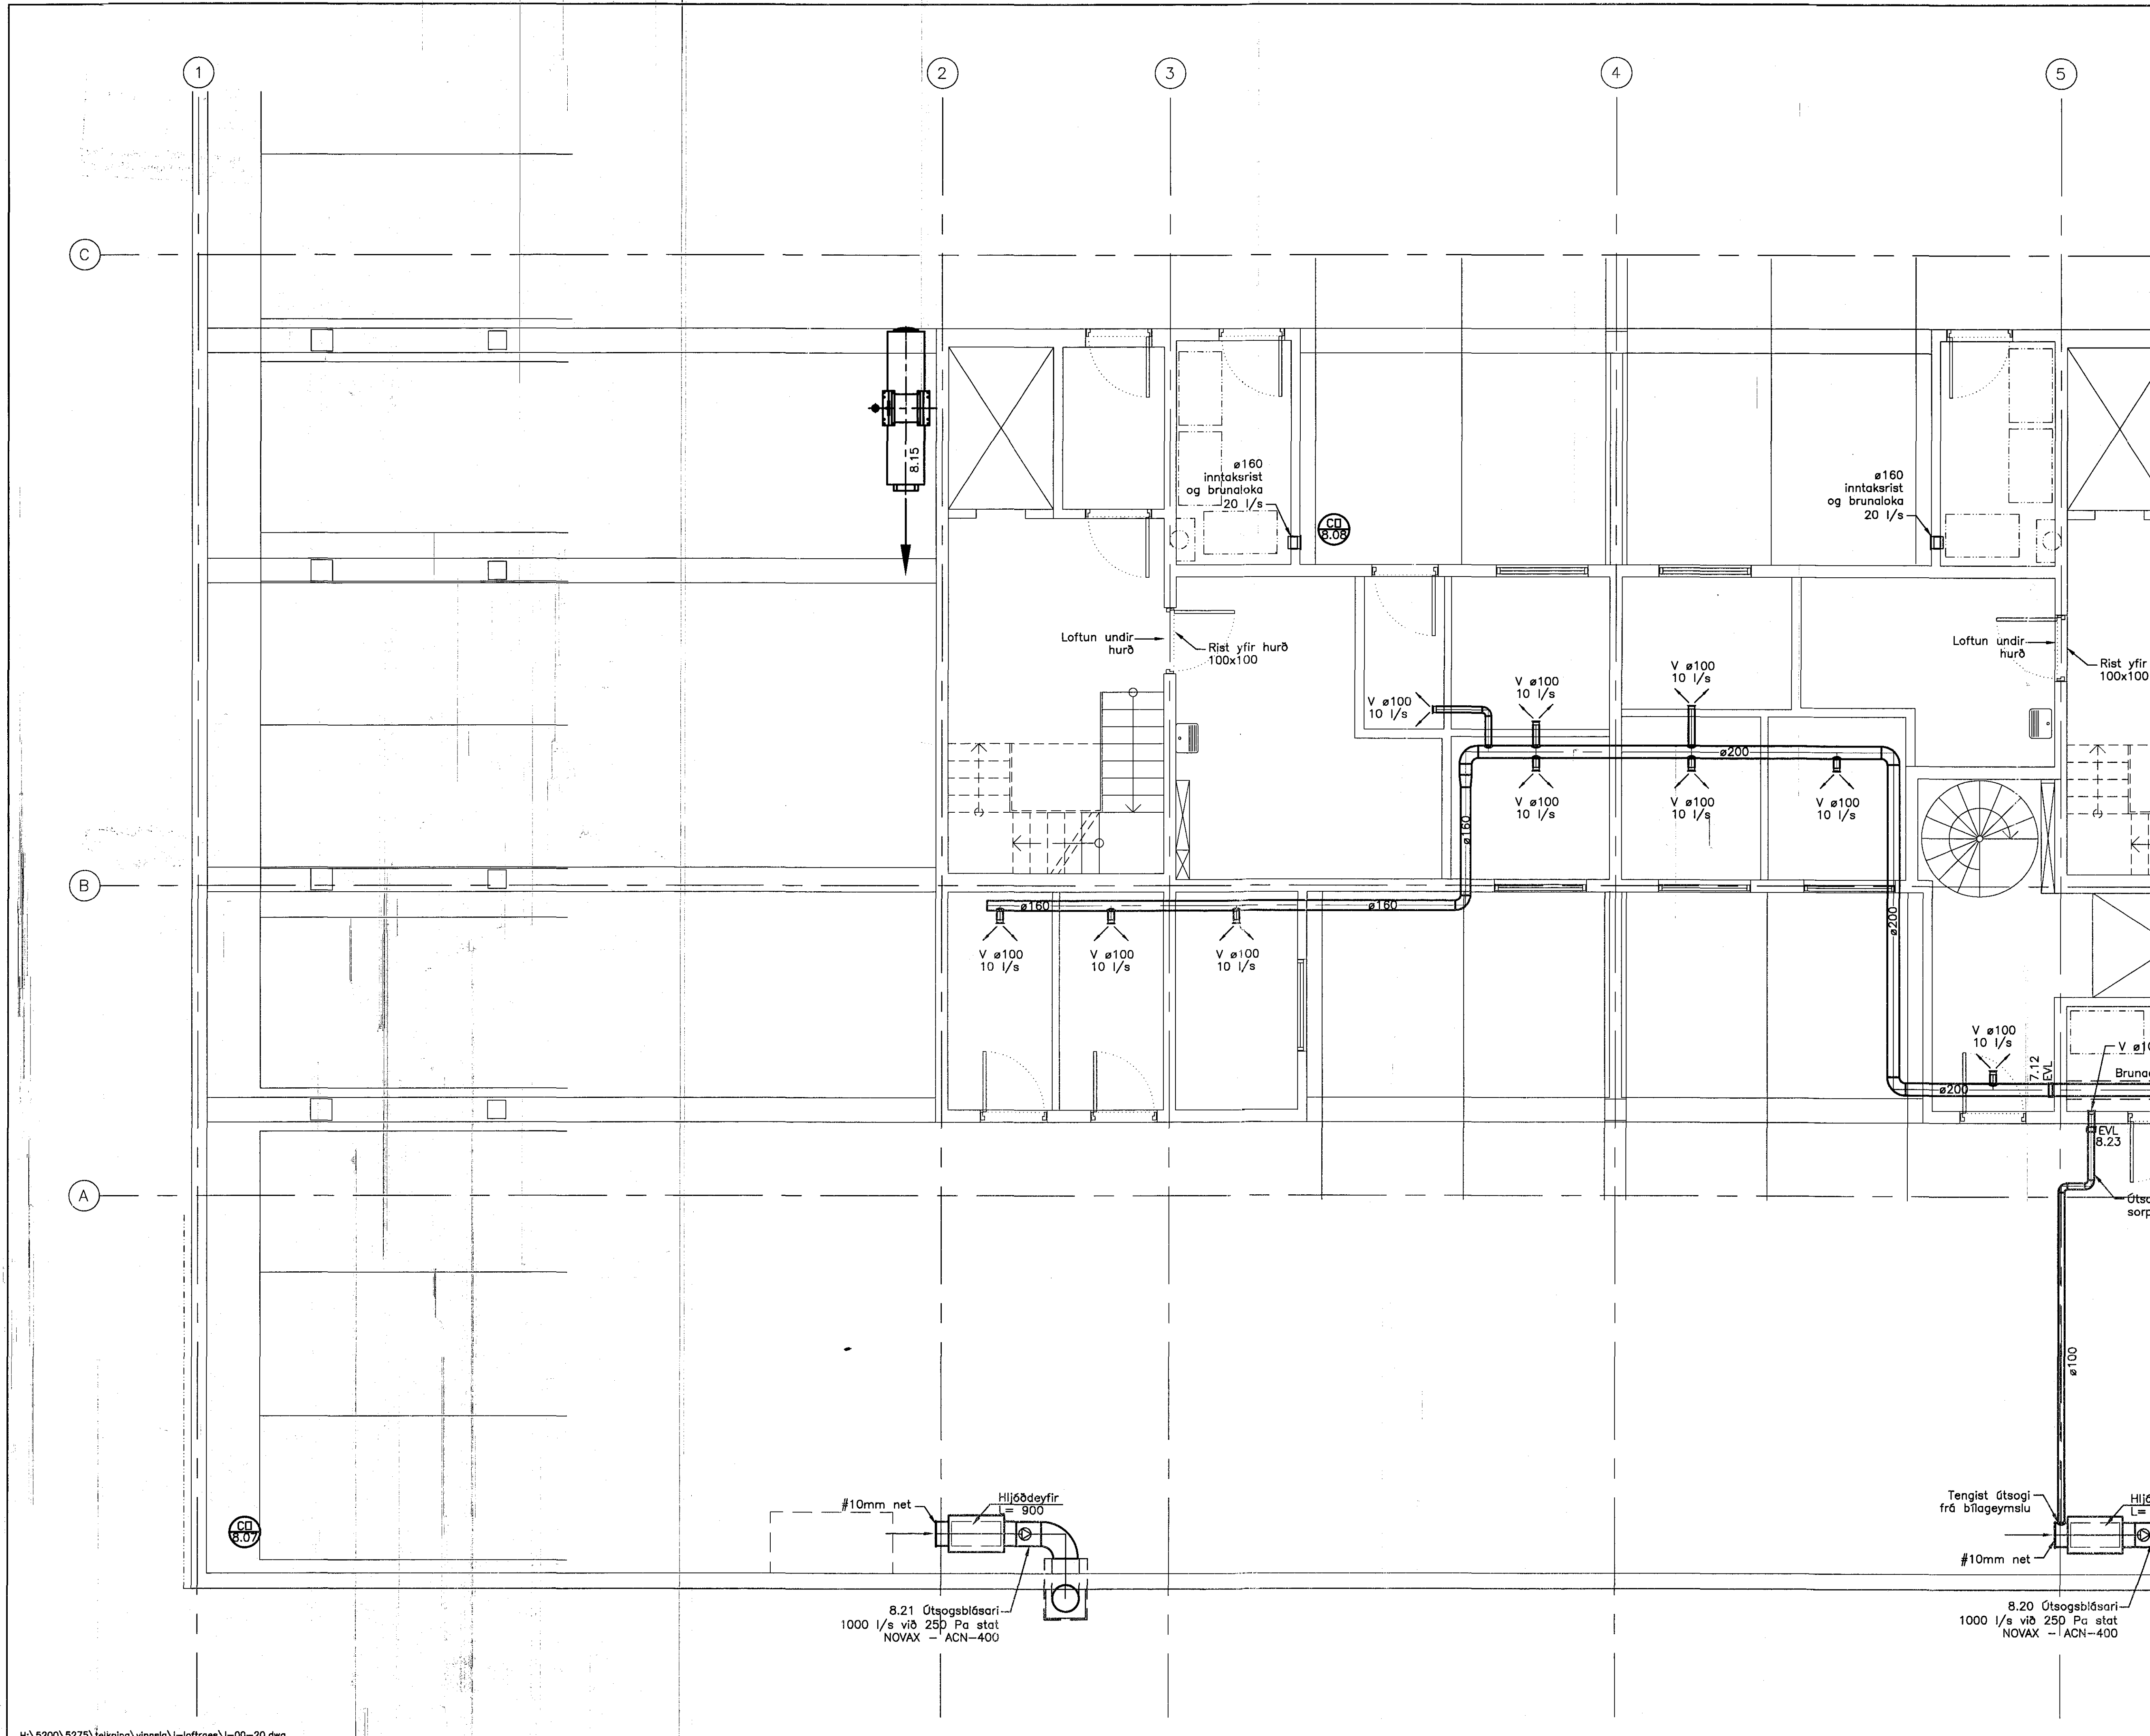 1
2
3
4
5
C
B
A
8.15
ø160
inntaksrist
og brunaloka
20 l/s
CO
8.08
ø160
inntaksrist
og brunaloka
20 l/s
Loftun undir
hurð
Rist yfir hurð
100x100
Loftun undir
hurð
Rist yfir
100x100
V ø100
10 l/s
V ø100
10 l/s
V ø100
10 l/s
ø200
V ø100
10 l/s
V ø100
10 l/s
V ø100
10 l/s
ø160
ø160
ø160
ø200
V ø100
10 l/s
V ø100
10 l/s
V ø100
10 l/s
V ø100
10 l/s
7.12
EVL
V ø10
ø200
EVL
8.23
ø100
#10mm net
Hljóðdeyfir
L= 900
CO
8.07
Tengist útsogi
frá bílageymslu
L=
#10mm net
8.21 Útsogsblásari
1000 l/s við 250 Pa stat
NOVAX - ACN-400
8.20 Útsogsblásari
1000 l/s við 250 Pa stat
NOVAX - ACN-400